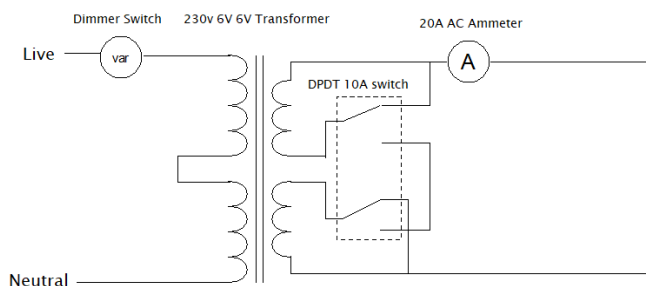 Dimmer Switch
230v 6V 6V Transformer
20A AC Ammeter
Live
var
A
DPDT 10A switch
Neutral